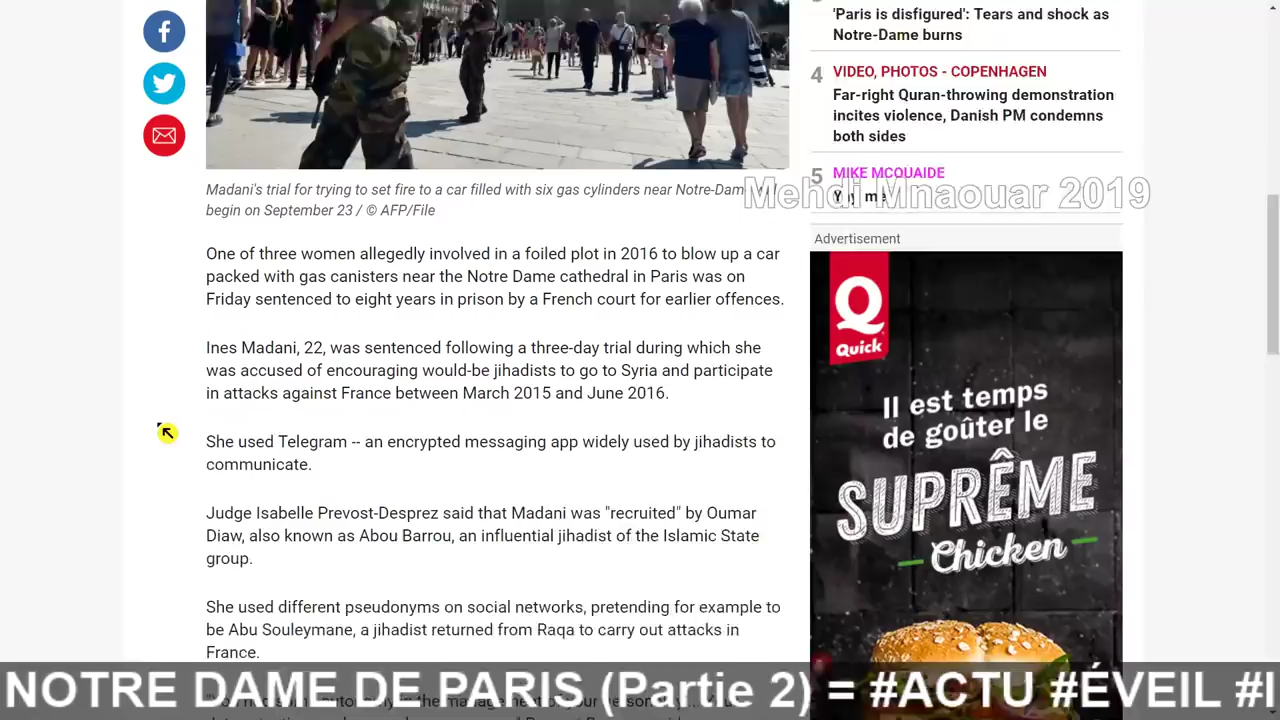 'Paris is disfigured': Tears and shock as
Notre-Dame burns
4
VIDEO, PHOTOS - COPENHAGEN
Far-right Quran-throwing demonstration
incites violence, Danish PM condemns
both sides
5
MIKE MCQUAIDE
me
Mehdi Mnaouar 2019
Madani's trial for trying to set fire to a car filled with six gas cylinders near
begin on September 23 / © AFP/File
One of three women allegedly involved in a foiled plot in 2016 to blow up a car
packed with gas canisters near the Notre Dame cathedral in Paris was on
Friday sentenced to eight years in prison by a French court for earlier offences.
Ines Madani, 22, was sentenced following a three-day trial during which she
was accused of encouraging would-be jihadists to go to Syria and participate
in attacks against France between March 2015 and June 2016.
She used Telegram -- an encrypted messaging app widely used by jihadists to
communicate.
Judge Isabelle Prevost-Desprez said that Madani was "recruited" by Oumar
Diaw, also known as Abou Barrou, an influential jihadist of the Islamic State
group.
She used different pseudonyms on social networks, pretending for example to
be Abu Souleymane, a jihadist returned from Raqa to carry out attacks in
France.
Advertisement
Q
Quick
Il est temps
de goûter le
SUPRÊME
Chicken
NOTRE DAME DE PARIS (Partie 2) = #ACTU #ÉVEIL #I